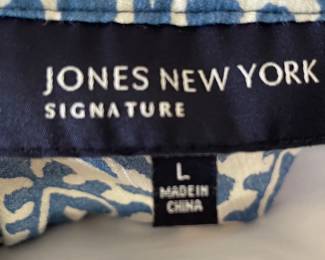 JONES NEW YORK
SIGNATURE
L
MADE IN
CHINA